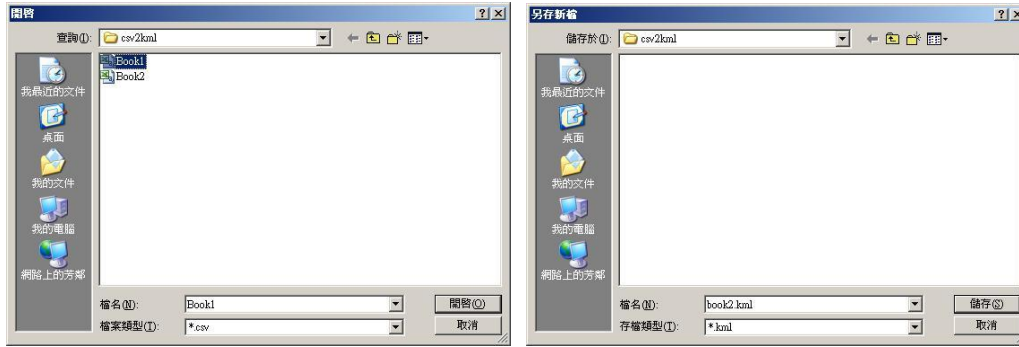 開啓
查詢(I):
csv2kml
Book1
Book2
我最近的文件
桌面
我的文件
我的電腦
網路上的芳鄰
檔名(N):
Book1
開啓(O)
檔案類型(T):
*.csv
取消
另存新檔
儲存於(I):
csv2kml
我最近的文件
桌面
我的文件
我的電腦
網路上的芳鄰
檔名(N):
book2.kml
儲存(S)
存檔類型(T):
*.kml
取消